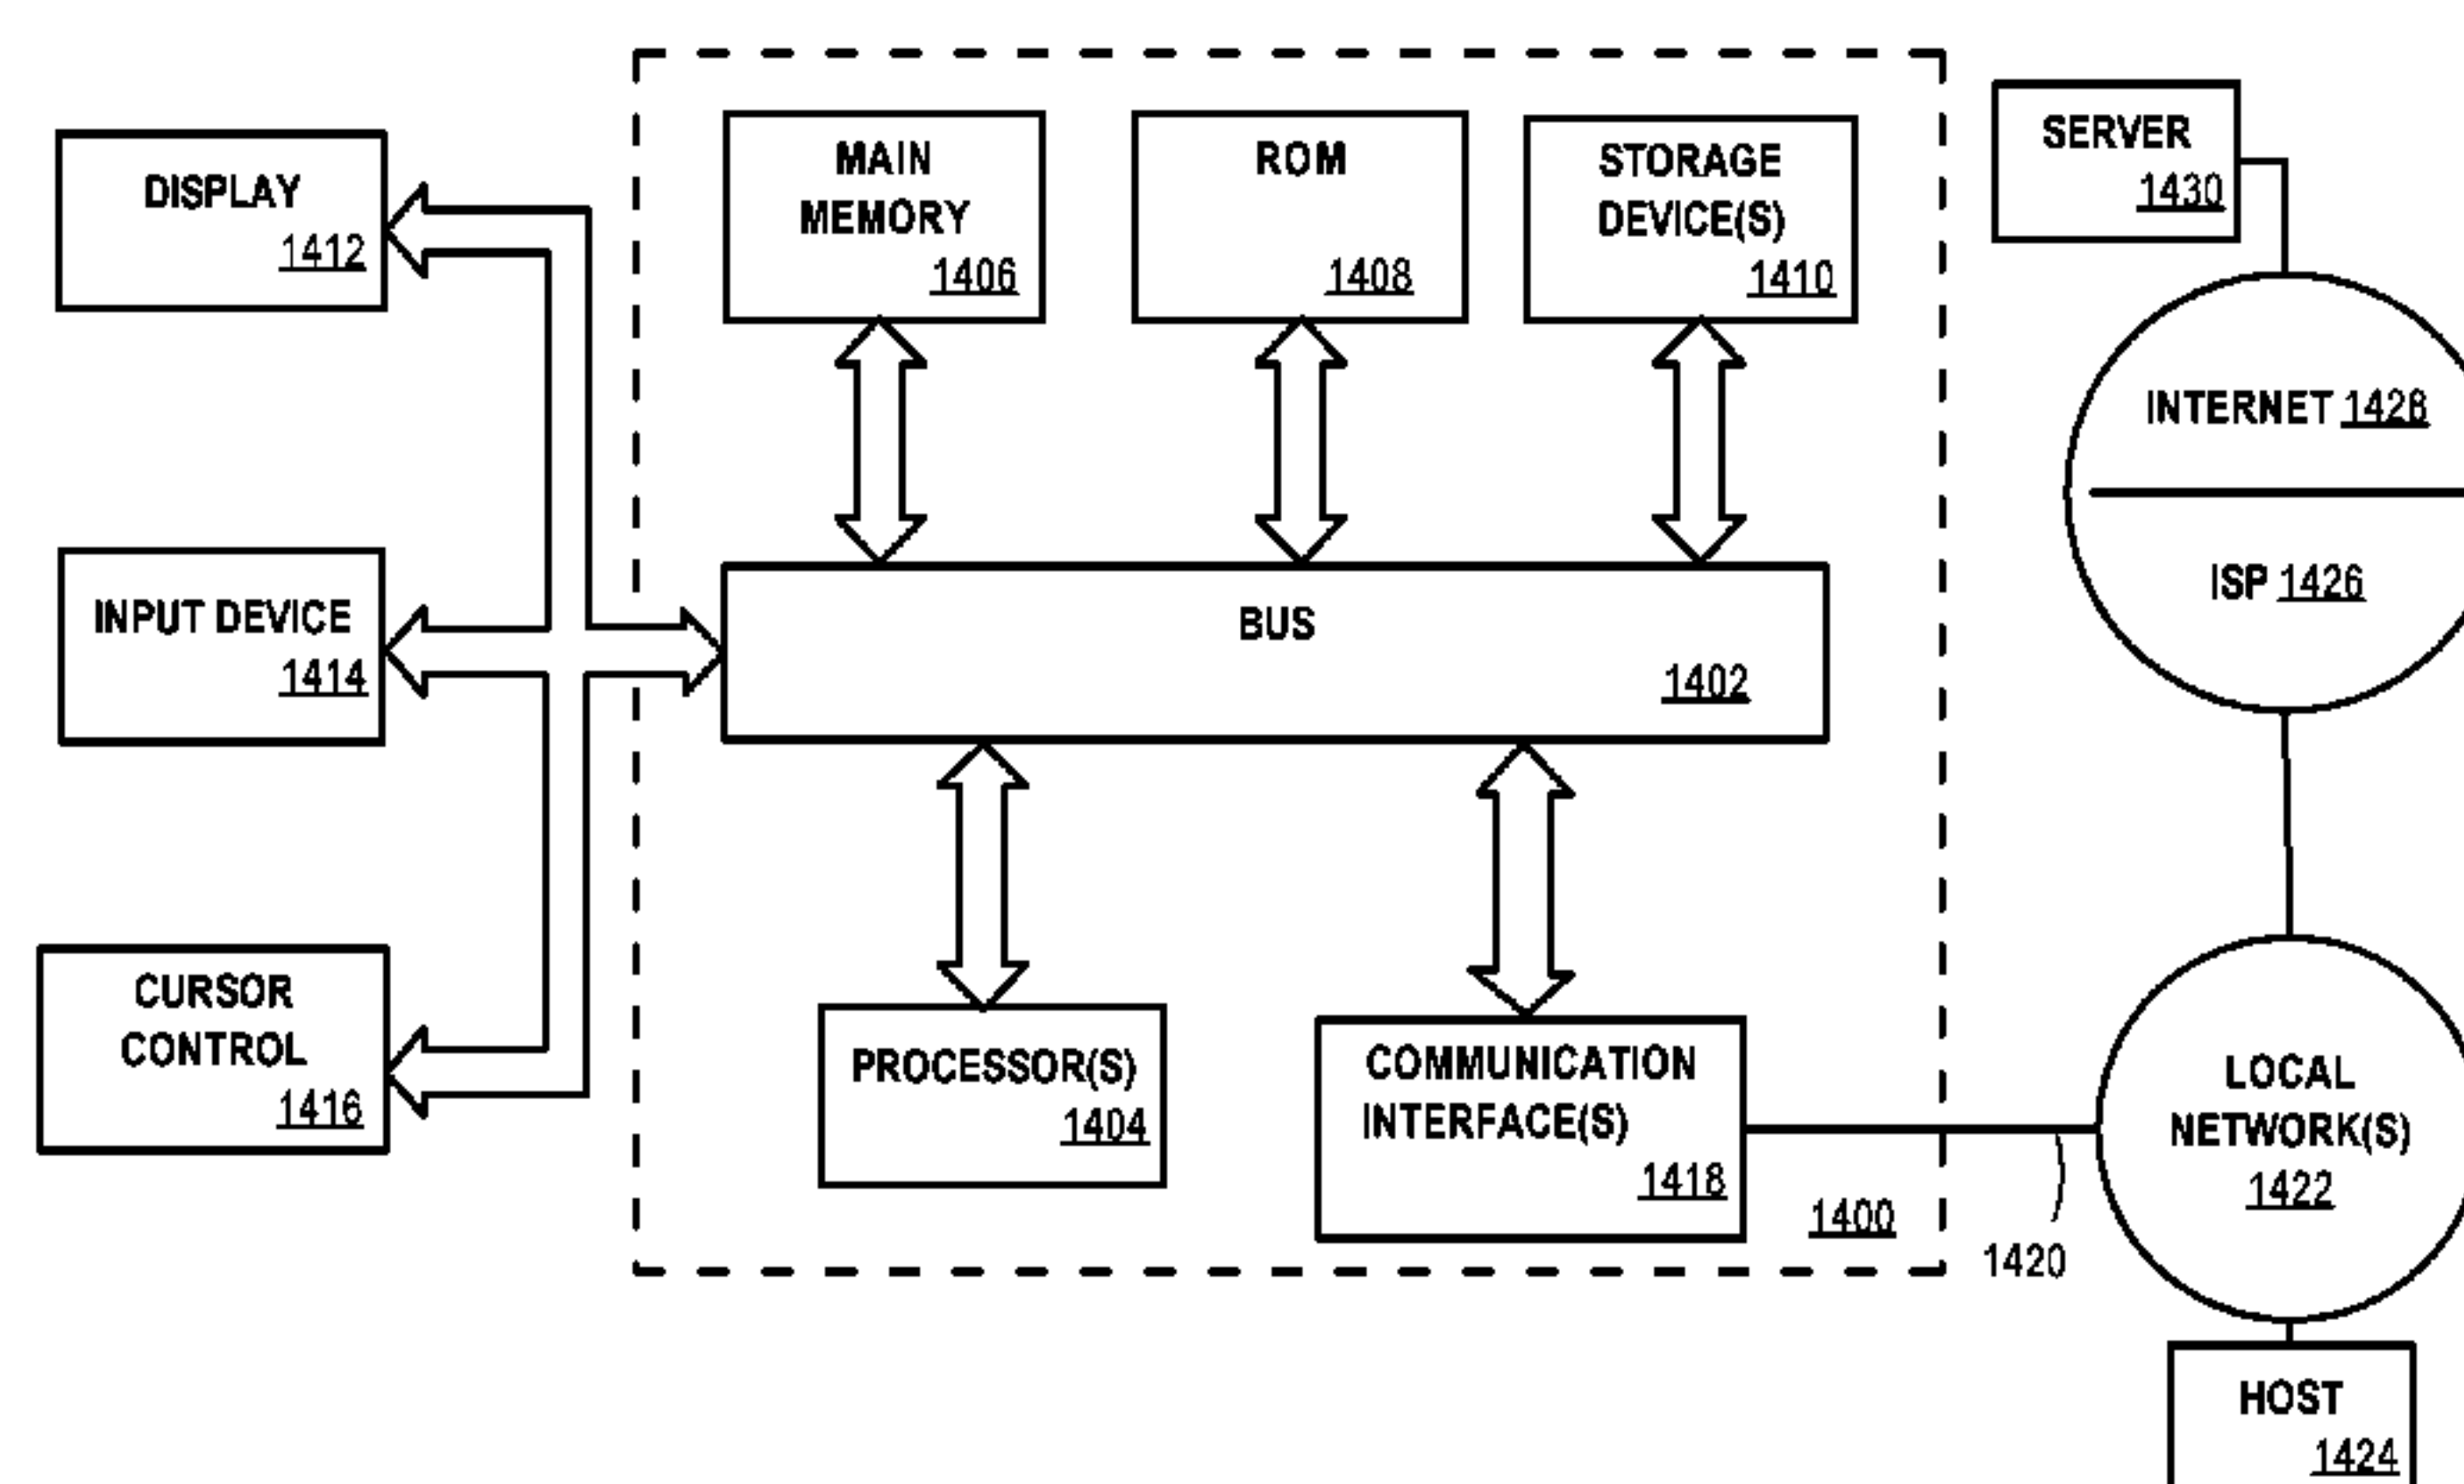 DISPLAY
1412
INPUT DEVICE
1414
CURSOR
CONTROL
1416
MAIN
MEMORY
1406
ROM
1408
STORAGE
DEVICE(S)
1410
BUS
1402
PROCESSOR(S)
1404
COMMUNICATION
INTERFACE(S)
1418
1400
1420
SERVER
1430
INTERNET 1428
ISP 1426
LOCAL
NETWORK(S)
1422
HOST
1424